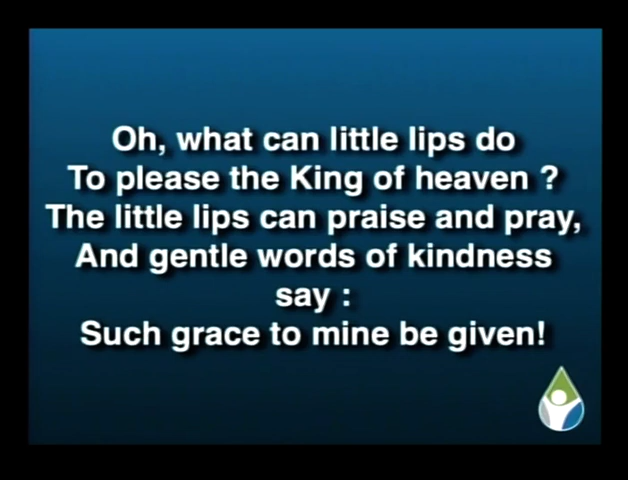 Oh, what can little lips do
To please the King of heaven ?
The little lips can praise and pray,
And gentle words of kindness
say :
Such grace to mine be given!